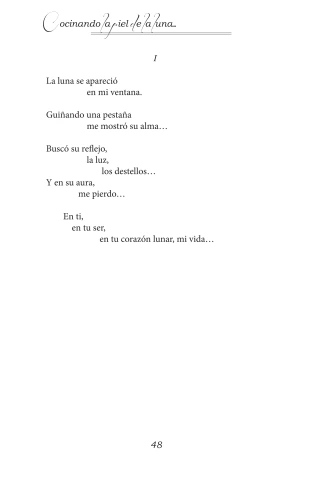 Cocinando la piel de la luna...
I
La luna se apareció
en mi ventana.
Guiñando una pestaña
me mostró su alma…
Buscó su reflejo,
la luz,
los destellos…
Y en su aura,
me pierdo…
En ti,
en tu ser,
en tu corazón lunar, mi vida…
48